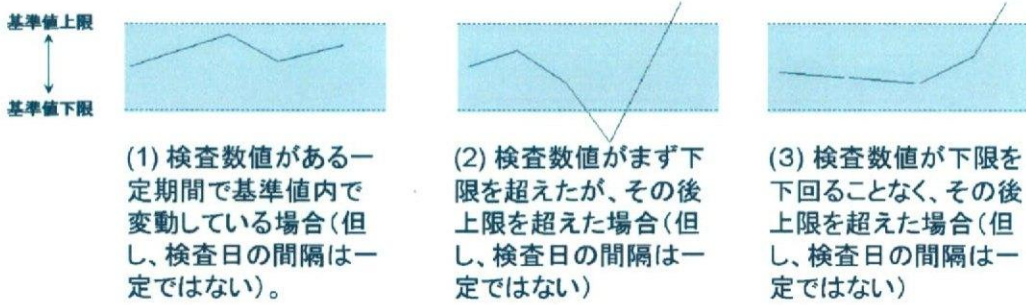 基準値上限
基準値下限
(1) 検査数値がある一
定期間で基準値内で
変動している場合(但
し、検査日の間隔は一
定ではない)。
(2) 検査数値がまず下
限を超えたが、その後
上限を超えた場合(但
し、検査日の間隔は一
定ではない)
(3) 検査数値が下限を
下回ることなく、その後
上限を超えた場合(但
し、検査日の間隔は一
定ではない)